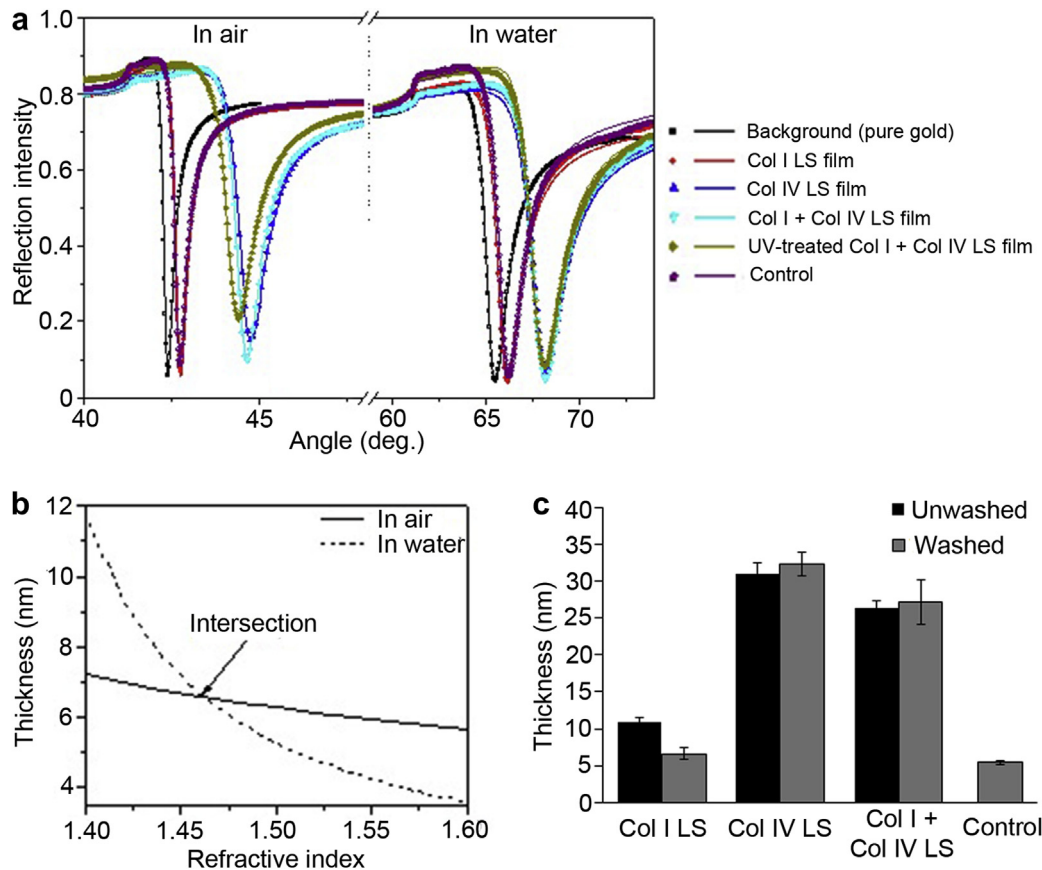 a
In air
In water
1.0
0.8
0.6
0.4
0.2
0
Reflection intensity
40
45
60
65
70
Angle (deg.)
Background (pure gold)
Col I LS film
Col IV LS film
Col I + Col IV LS film
UV-treated Col I + Col IV LS film
Control
b
12
10
8
6
4
Thickness (nm)
In air
In water
Intersection
1.40
1.45
1.50
1.55
1.60
Refractive index
c
40
35
30
25
20
15
10
5
0
Thickness (nm)
Unwashed
Washed
Col I LS
Col IV LS
Col I +
Col IV LS
Control